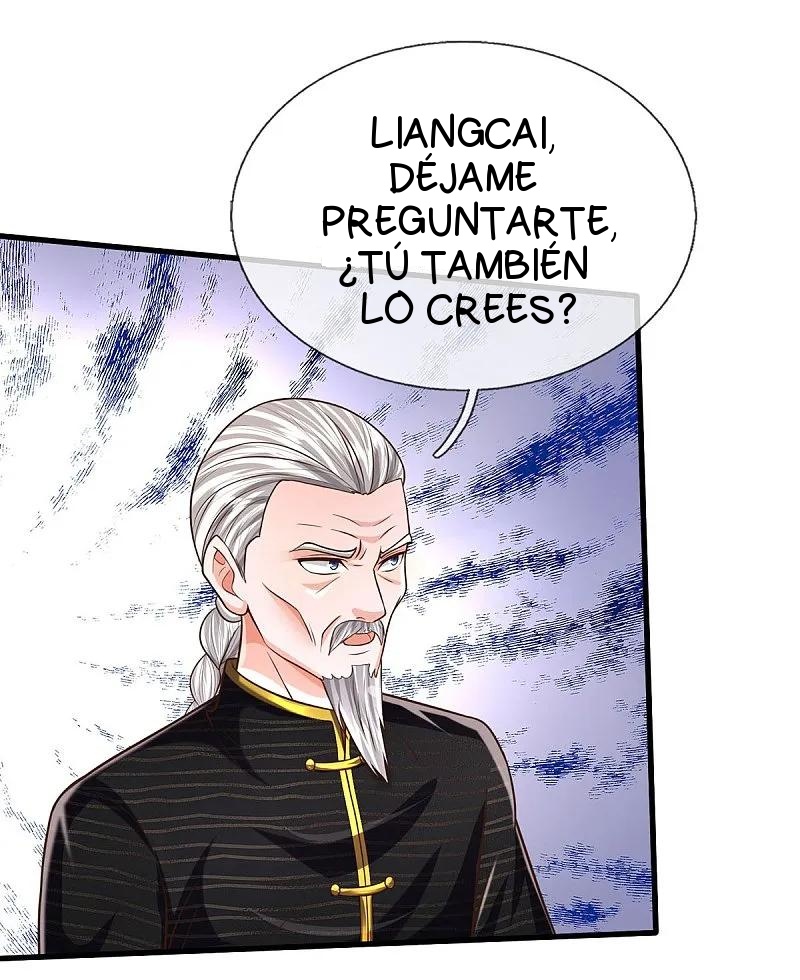 LIANGCAI,
DÉJAME
PREGUNTARTE,
¿TÚ TAMBIÉN
LO CREES?